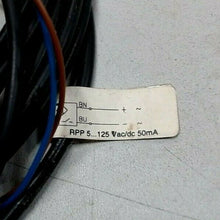 BN + ~
BU - ~
RPP 5...125 Vac/dc 50mA